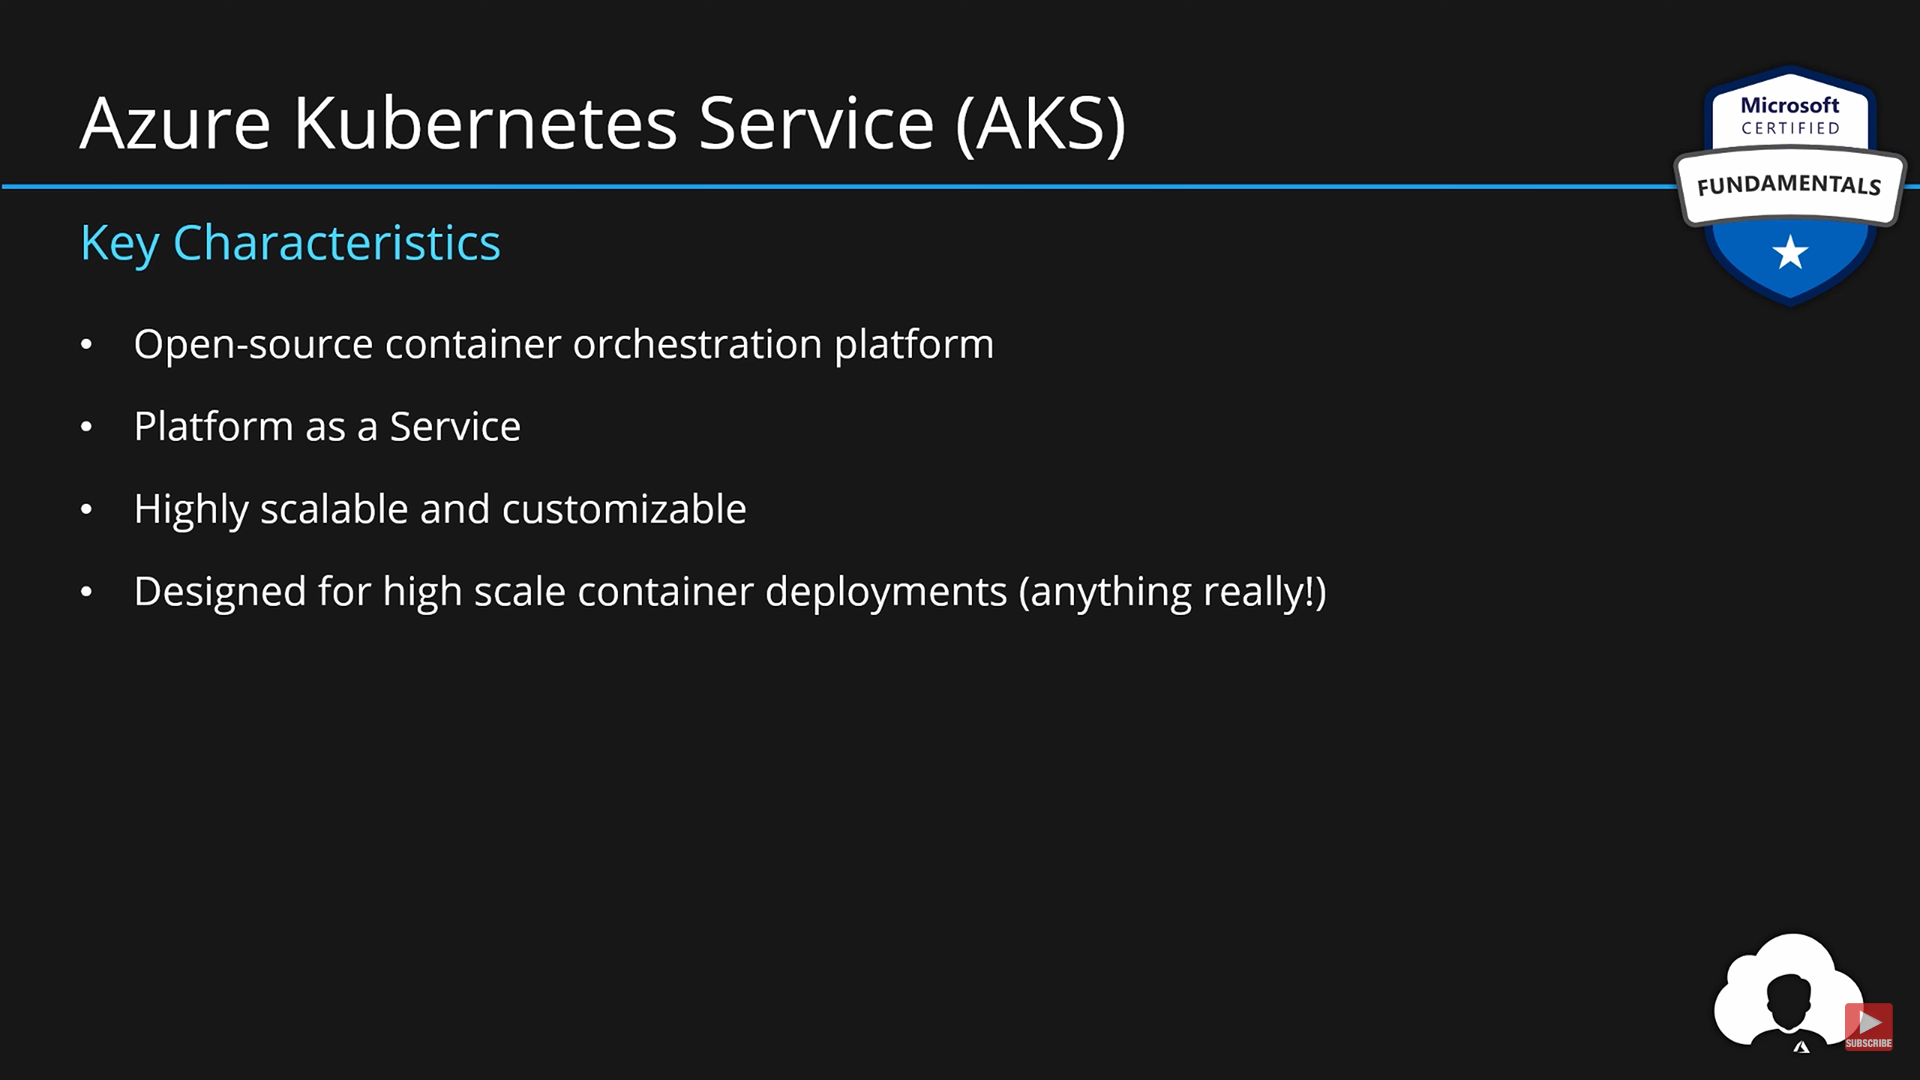 Azure Kubernetes Service (AKS)
Microsoft
CERTIFIED
FUNDAMENTALS
Key Characteristics
• Open-source container orchestration platform
• Platform as a Service
• Highly scalable and customizable
• Designed for high scale container deployments (anything really!)
SUBSCRIBE